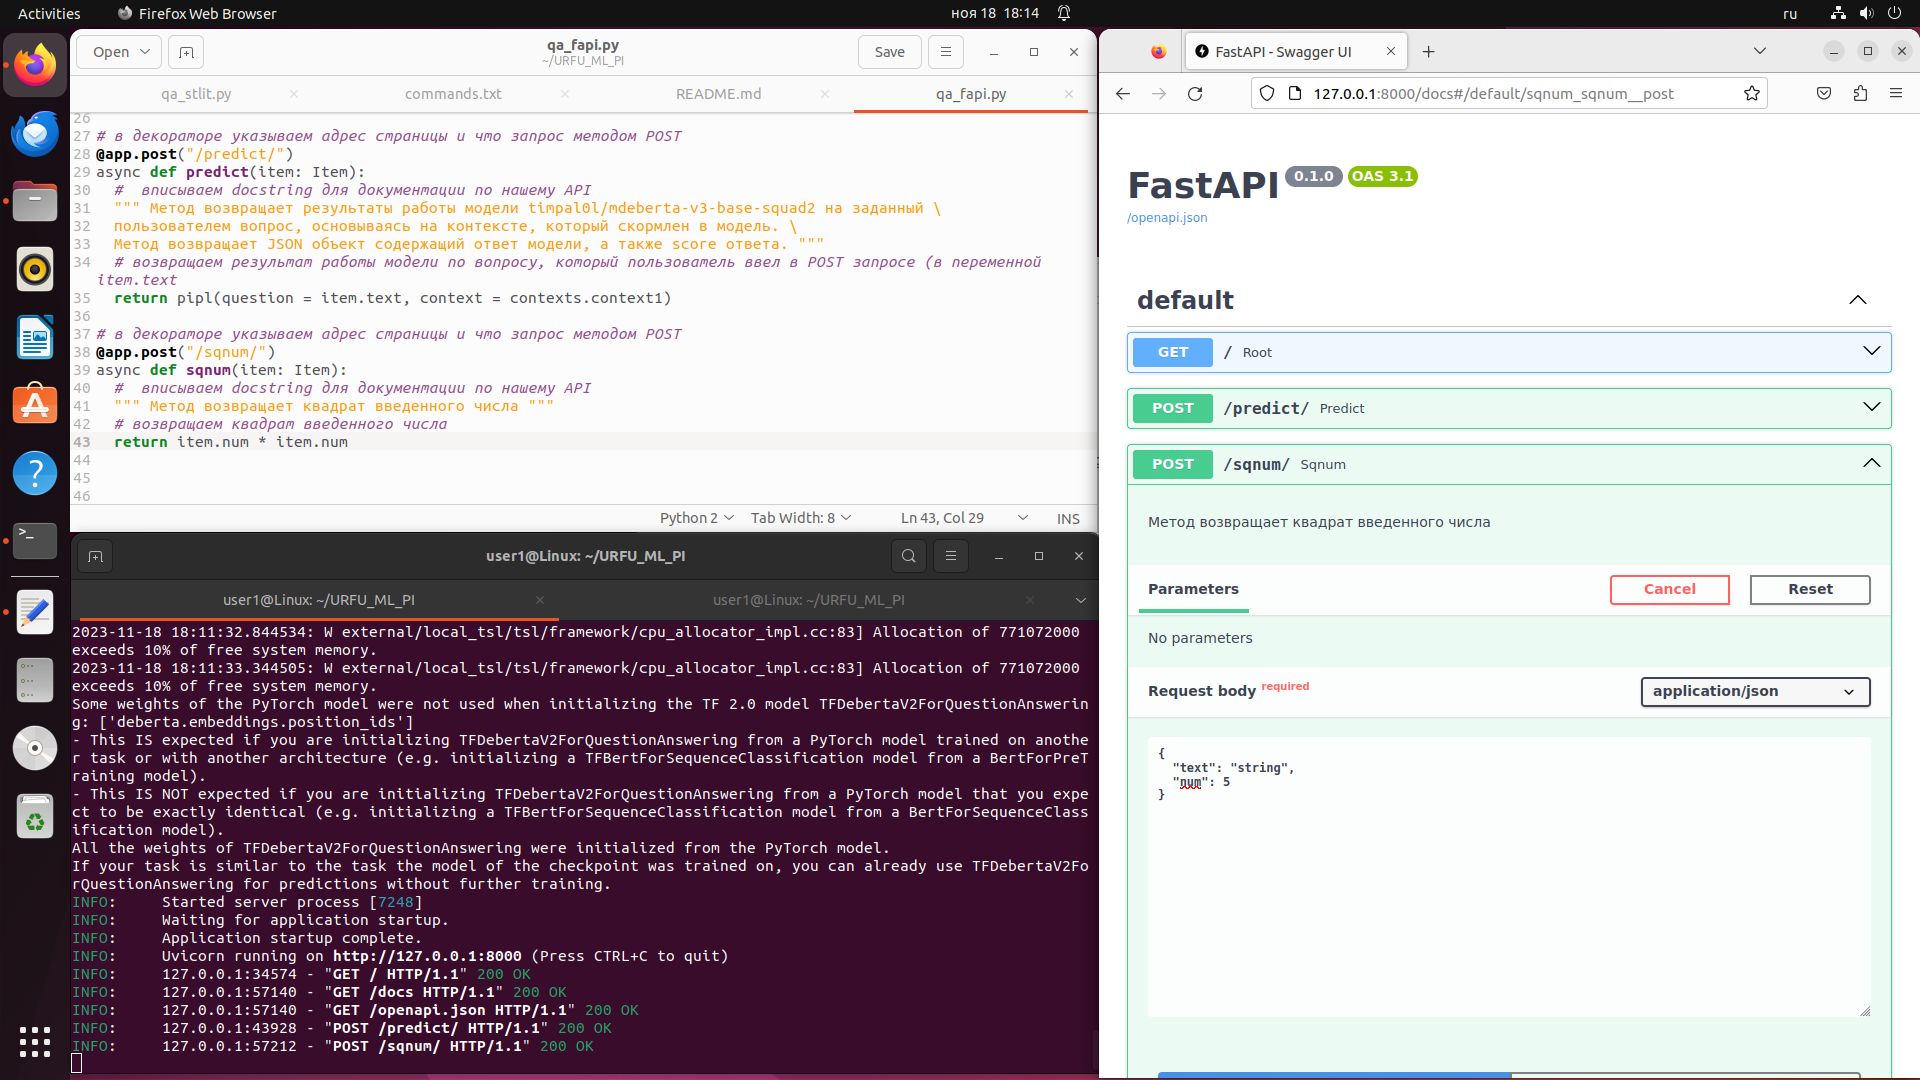 Activities
Firefox Web Browser
ноя 18 18:14
ru
Open
qa_fapi.py
~/URFU_ML_PI
Save
qa_stlit.py
commands.txt
README.md
qa_fapi.py
26
27 # в декораторе указываем адрес страницы и что запрос методом POST
28 @app.post("/predict/")
29 async def predict(item: Item):
30   #  вписываем docstring для документации по нашему API
31   """ Метод возвращает результаты работы модели timpal0l/mdeberta-v3-base-squad2 на заданный \
32   пользователем вопрос, основываясь на контексте, который скормлен в модель. \
33   Метод возвращает JSON объект содержащий ответ модели, а также score ответа. """
34   # возвращаем результат работы модели по вопросу, который пользователь ввел в POST запросе (в переменной
item.text
35   return pipl(question = item.text, context = contexts.context1)
36
37 # в декораторе указываем адрес страницы и что запрос методом POST
38 @app.post("/sqnum/")
39 async def sqnum(item: Item):
40   #  вписываем docstring для документации по нашему API
41   """ Метод возвращает квадрат введенного числа """
42   # возвращаем квадрат введенного числа
43   return item.num * item.num
44
45
46
Python 2
Tab Width: 8
Ln 43, Col 29
INS
user1@Linux: ~/URFU_ML_PI
user1@Linux: ~/URFU_ML_PI
user1@Linux: ~/URFU_ML_PI
2023-11-18 18:11:32.844534: W external/local_tsl/tsl/framework/cpu_allocator_impl.cc:83] Allocation of 771072000
exceeds 10% of free system memory.
2023-11-18 18:11:33.344505: W external/local_tsl/tsl/framework/cpu_allocator_impl.cc:83] Allocation of 771072000
exceeds 10% of free system memory.
Some weights of the PyTorch model were not used when initializing the TF 2.0 model TFDebertaV2ForQuestionAnswerin
g: ['deberta.embeddings.position_ids']
- This IS expected if you are initializing TFDebertaV2ForQuestionAnswering from a PyTorch model trained on anothe
r task or with another architecture (e.g. initializing a TFBertForSequenceClassification model from a BertForPreT
raining model).
- This IS NOT expected if you are initializing TFDebertaV2ForQuestionAnswering from a PyTorch model that you expe
ct to be exactly identical (e.g. initializing a TFBertForSequenceClassification model from a BertForSequenceClass
ification model).
All the weights of TFDebertaV2ForQuestionAnswering were initialized from the PyTorch model.
If your task is similar to the task the model of the checkpoint was trained on, you can already use TFDebertaV2Fo
rQuestionAnswering for predictions without further training.
INFO:     Started server process [7248]
INFO:     Waiting for application startup.
INFO:     Application startup complete.
INFO:     Uvicorn running on http://127.0.0.1:8000 (Press CTRL+C to quit)
INFO:     127.0.0.1:34574 - "GET / HTTP/1.1" 200 OK
INFO:     127.0.0.1:57140 - "GET /docs HTTP/1.1" 200 OK
INFO:     127.0.0.1:57140 - "GET /openapi.json HTTP/1.1" 200 OK
INFO:     127.0.0.1:43928 - "POST /predict/ HTTP/1.1" 200 OK
INFO:     127.0.0.1:57212 - "POST /sqnum/ HTTP/1.1" 200 OK
FastAPI - Swagger UI
127.0.0.1:8000/docs#/default/sqnum_sqnum__post
FastAPI 0.1.0 OAS 3.1
/openapi.json
default
GET / Root
POST /predict/ Predict
POST /sqnum/ Sqnum
Метод возвращает квадрат введенного числа
Parameters
Cancel
Reset
No parameters
Request body required
application/json
{
  "text": "string",
  "num": 5
}